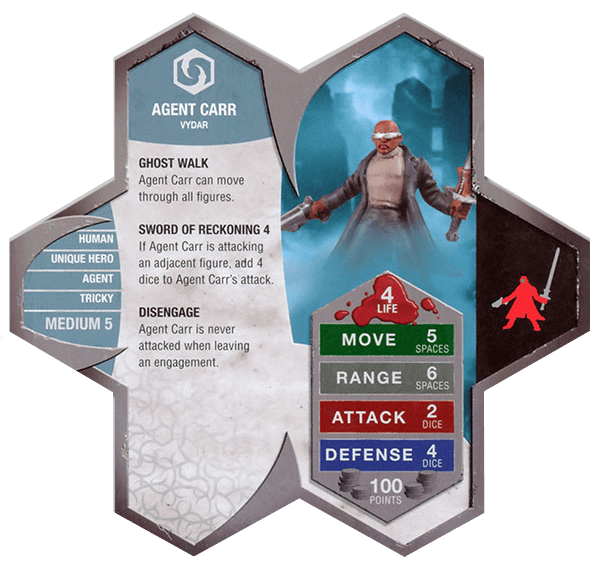 AGENT CARR
VYDAR
GHOST WALK
Agent Carr can move
through all figures.
SWORD OF RECKONING 4
If Agent Carr is attacking
an adjacent figure, add 4
dice to Agent Carr's attack.
DISENGAGE
Agent Carr is never
attacked when leaving
an engagement.
HUMAN
UNIQUE HERO
AGENT
TRICKY
MEDIUM 5
4
LIFE
MOVE 5
SPACES
RANGE 6
SPACES
ATTACK 2
DICE
DEFENSE 4
DICE
100
POINTS